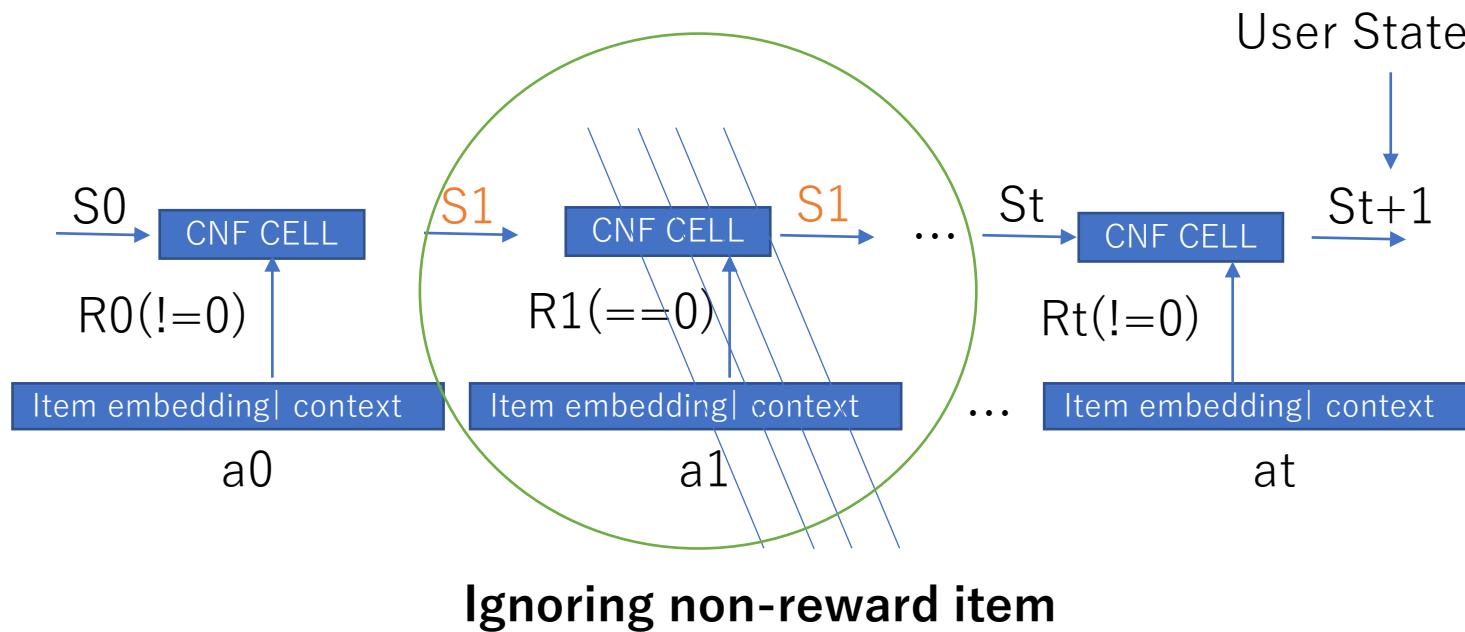 User State
S0
CNF CELL
S1
CNF CELL
S1
...
St
CNF CELL
St+1
R0(!=0)
R1(==0)
Rt(!=0)
Item embedding| context
Item embedding| context
...
Item embedding| context
a0
a1
at
Ignoring non-reward item